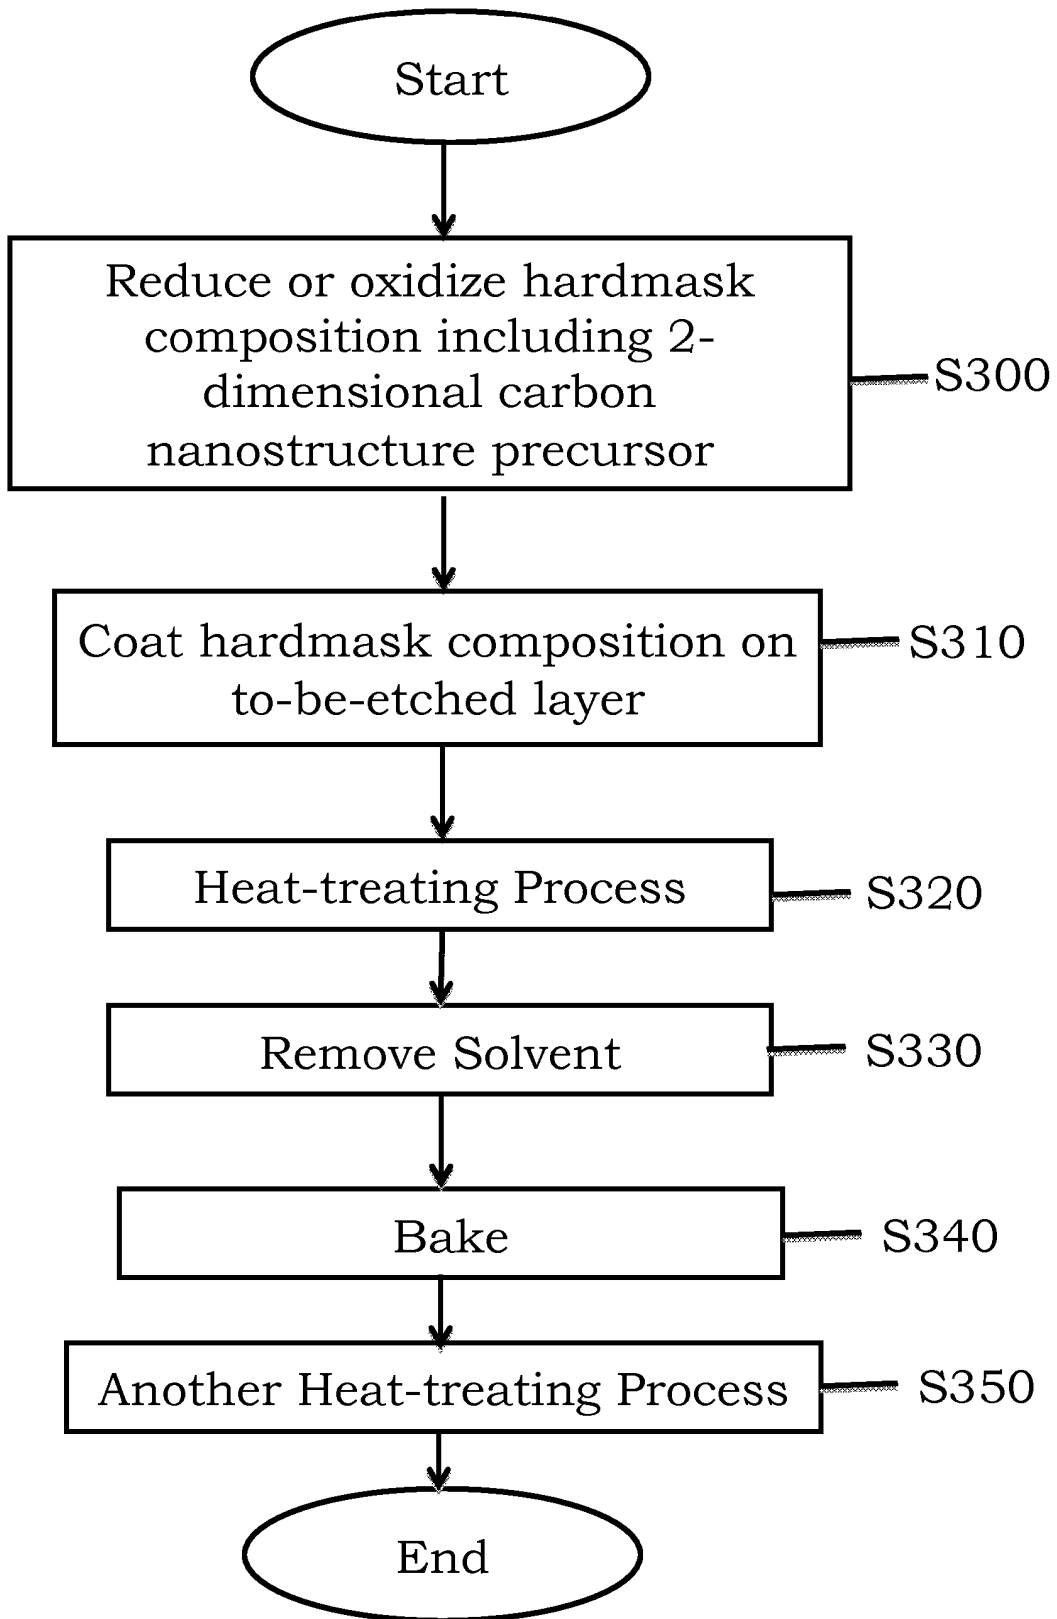 Start
Reduce or oxidize hardmask
composition including 2-
dimensional carbon
nanostructure precursor
S300
Coat hardmask composition on
to-be-etched layer
S310
Heat-treating Process
S320
Remove Solvent
S330
Bake
S340
Another Heat-treating Process
S350
End